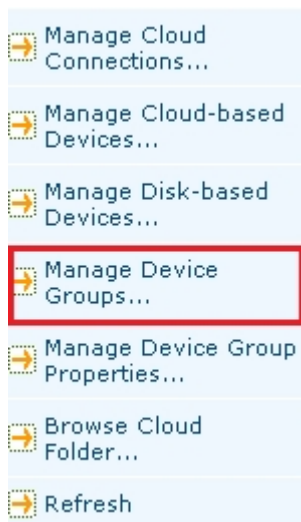 Manage Cloud
Connections...
Manage Cloud-based
Devices...
Manage Disk-based
Devices...
Manage Device
Groups...
Manage Device Group
Properties...
Browse Cloud
Folder...
Refresh